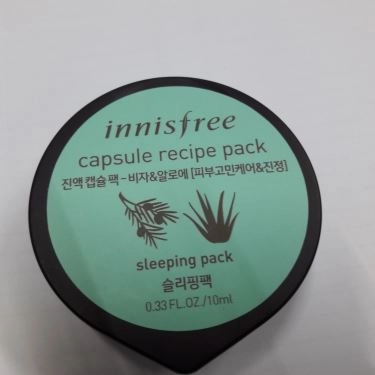 innisfree
capsule recipe pack
진액 캡슐 팩 - 비자&알로에 [피부고민케어&진정]
sleeping pack
슬리핑팩
0.33 FL.OZ./10ml